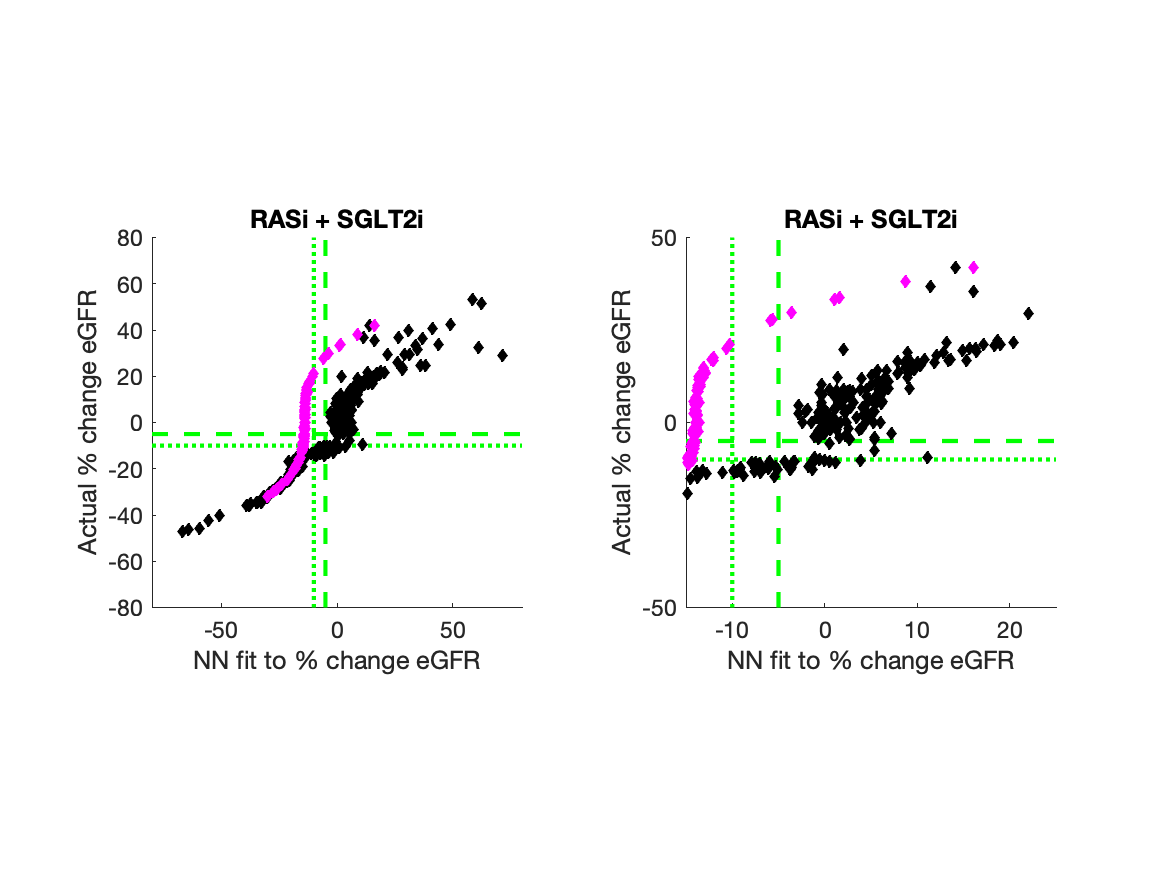 RASi + SGLT2i
80
60
40
20
0
-20
-40
-60
-80
Actual % change eGFR
-50 0 50
NN fit to % change eGFR
RASi + SGLT2i
50
0
-50
Actual % change eGFR
-10 0 10 20
NN fit to % change eGFR